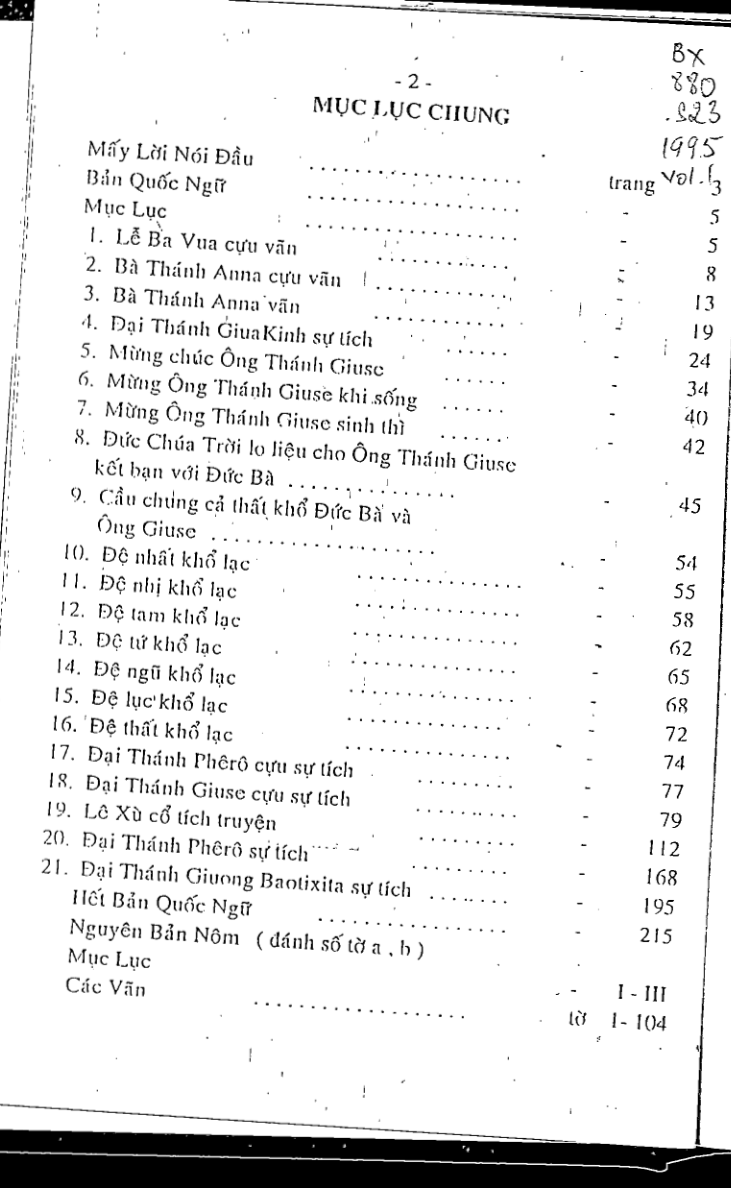 BX
880
.S23
1995
vol.1
- 2 -
MỤC LỤC CHUNG
Mấy Lời Nói Đầu .................... trang 3
Bản Quốc Ngữ .................... - 5
Mục Lục .................... - 5
1. Lễ Ba Vua cựu vãn ............. - 8
2. Bà Thánh Anna cựu vãn ............. - 13
3. Bà Thánh Anna vãn ............. - 19
4. Đại Thánh GiuaKinh sự tích ...... - 24
5. Mừng chúc Ông Thánh Giuse ...... - 34
6. Mừng Ông Thánh Giuse khi sống ...... - 40
7. Mừng Ông Thánh Giuse sinh thì ...... - 42
8. Đức Chúa Trời lo liệu cho Ông Thánh Giuse
kết bạn với Đức Bà ............... - 45
9. Cầu chung cả thất khổ Đức Bà và
Ông Giuse .................... - 54
10. Đệ nhất khổ lạc ............... - 55
11. Đệ nhị khổ lạc ............... - 58
12. Đệ tam khổ lạc ............... - 62
13. Đệ tứ khổ lạc ............... - 65
14. Đệ ngũ khổ lạc ............... - 68
15. Đệ lục khổ lạc ............... - 72
16. Đệ thất khổ lạc ............... - 74
17. Đại Thánh Phêrô cựu sự tích ......... - 77
18. Đại Thánh Giuse cựu sự tích ......... - 79
19. Lê Xù cổ tích truyện ......... - 112
20. Đại Thánh Phêrô sự tích ......... - 168
21. Đại Thánh Giuong Baotixita sự tích ........ - 195
Hết Bản Quốc Ngữ .................. - 215
Nguyên Bản Nôm ( đánh số tờ a , b )
Mục Lục - I - III
Các Vãn .................... tờ 1- 104